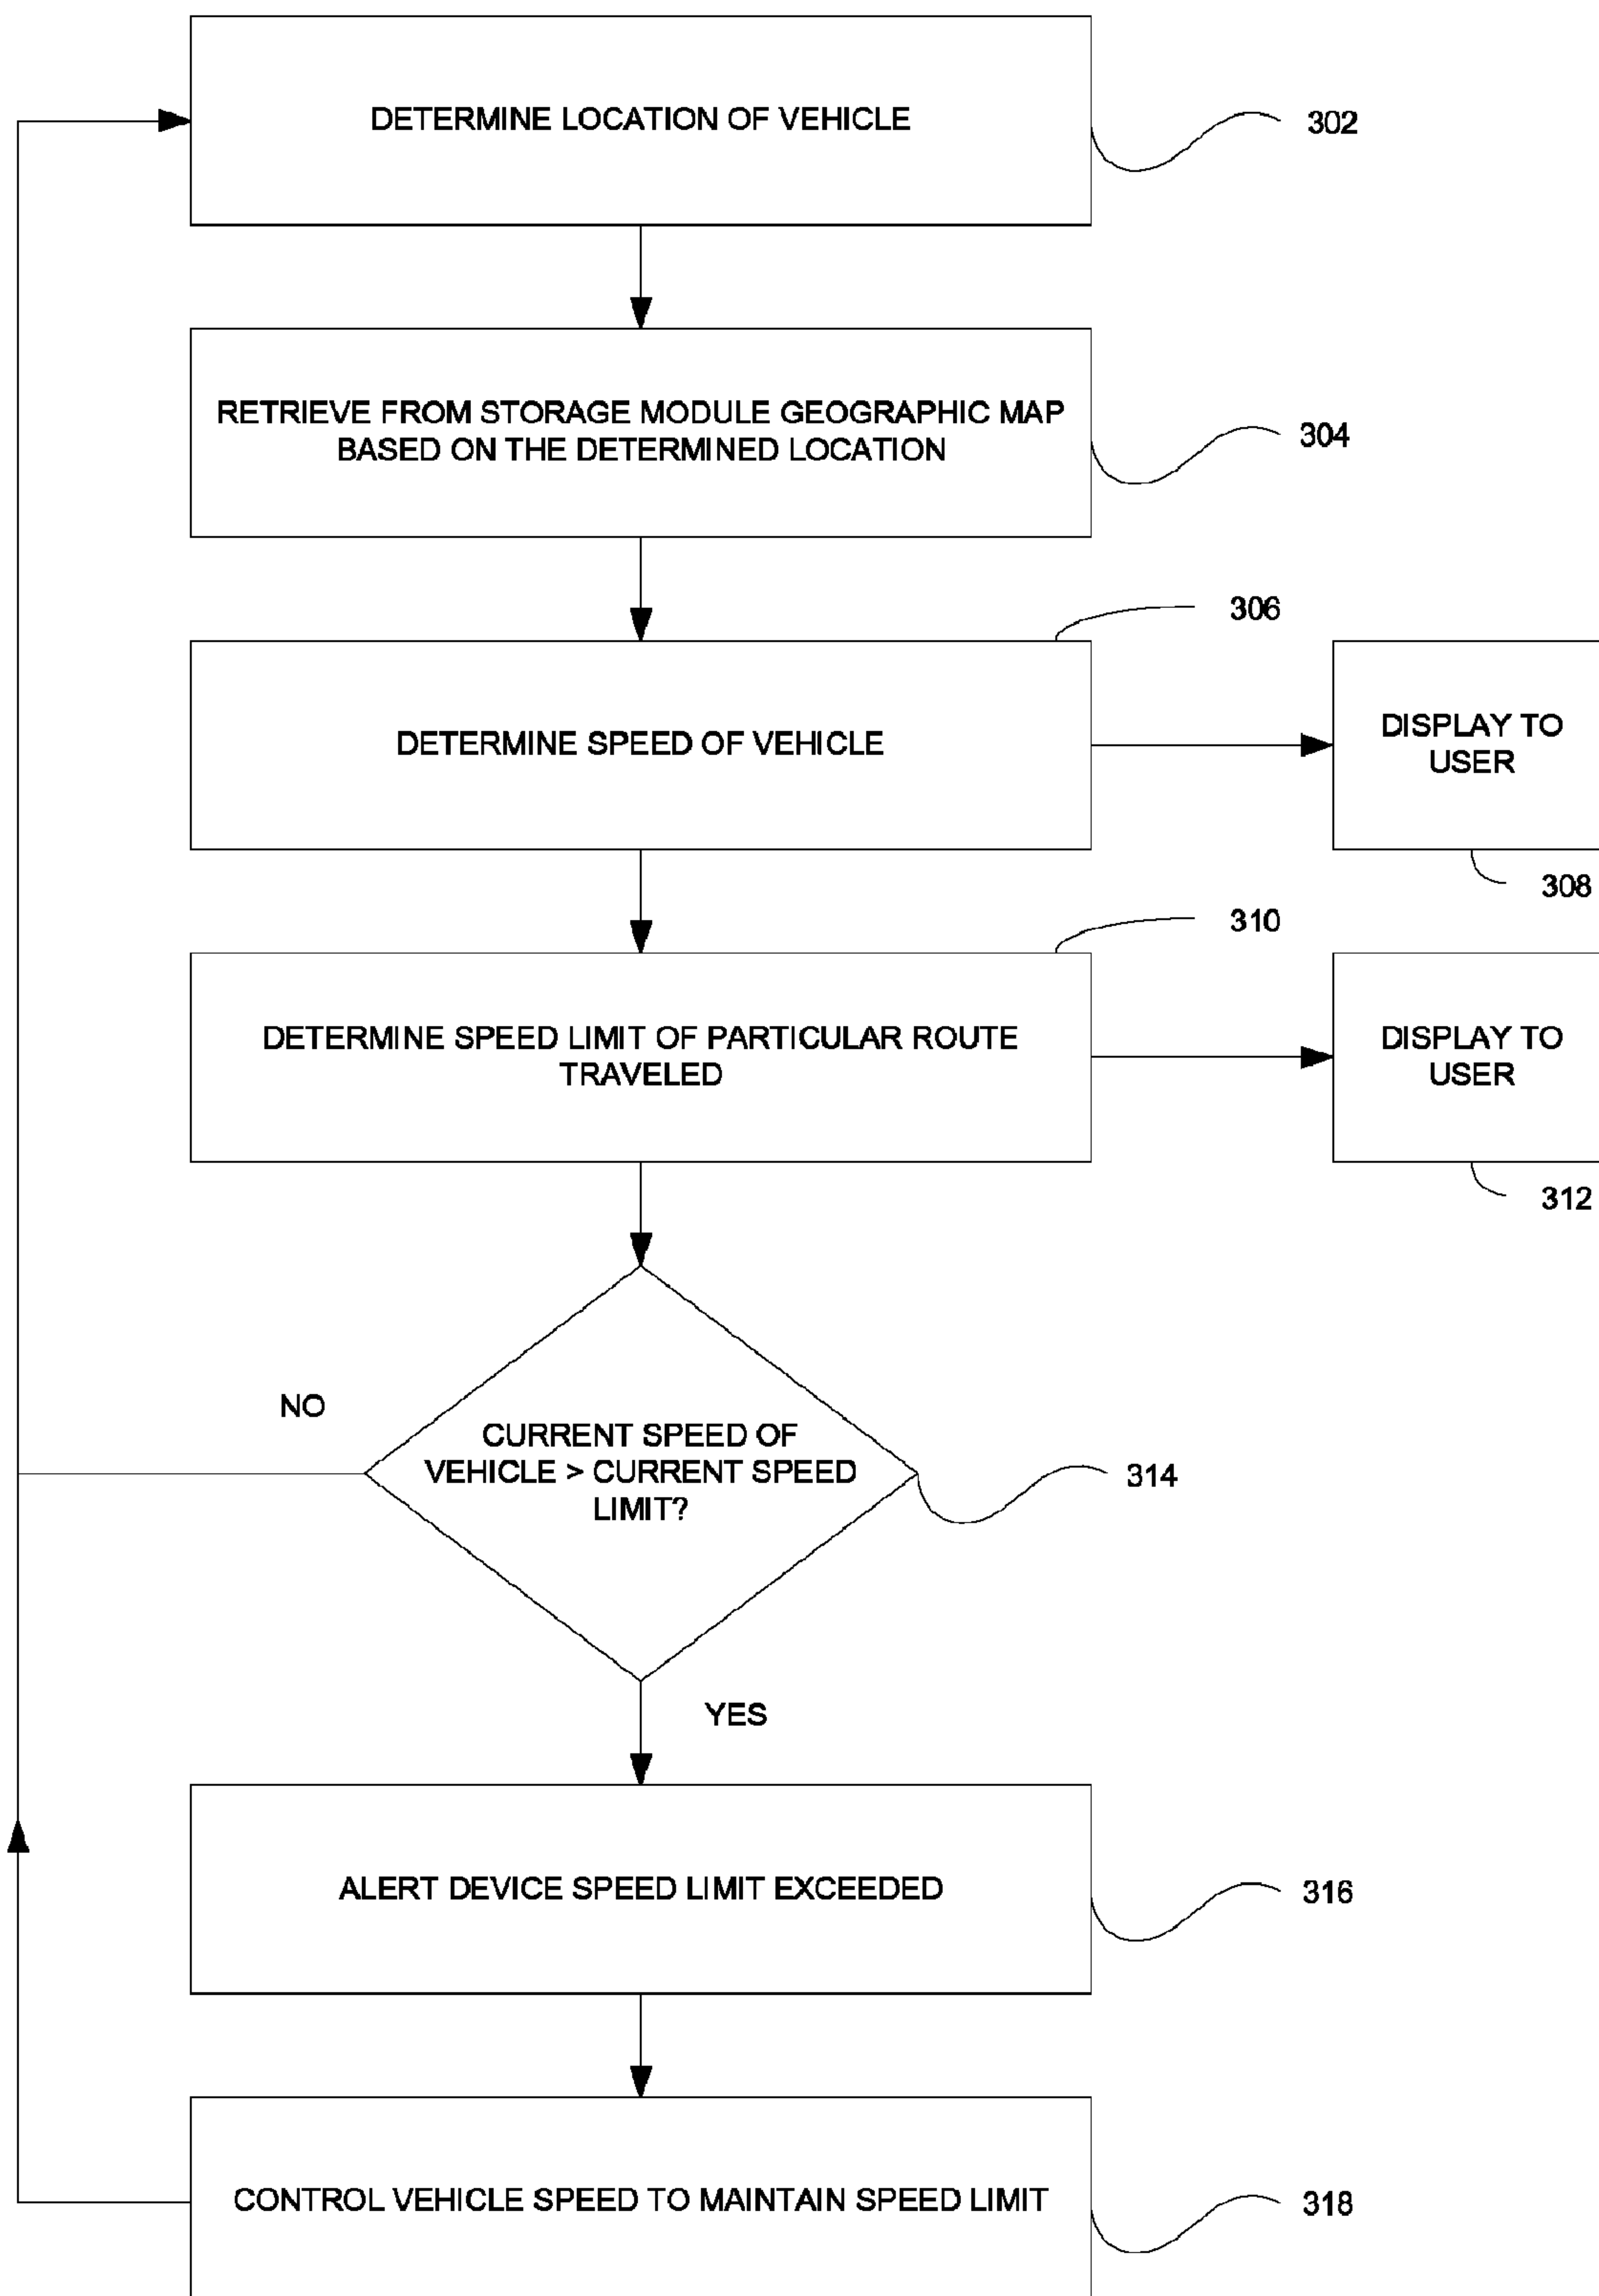 DETERMINE LOCATION OF VEHICLE
302
RETRIEVE FROM STORAGE MODULE GEOGRAPHIC MAP
BASED ON THE DETERMINED LOCATION
304
306
DETERMINE SPEED OF VEHICLE
DISPLAY TO
USER
308
310
DETERMINE SPEED LIMIT OF PARTICULAR ROUTE
TRAVELED
DISPLAY TO
USER
312
NO
CURRENT SPEED OF
VEHICLE > CURRENT SPEED
LIMIT?
314
YES
ALERT DEVICE SPEED LIMIT EXCEEDED
316
CONTROL VEHICLE SPEED TO MAINTAIN SPEED LIMIT
318